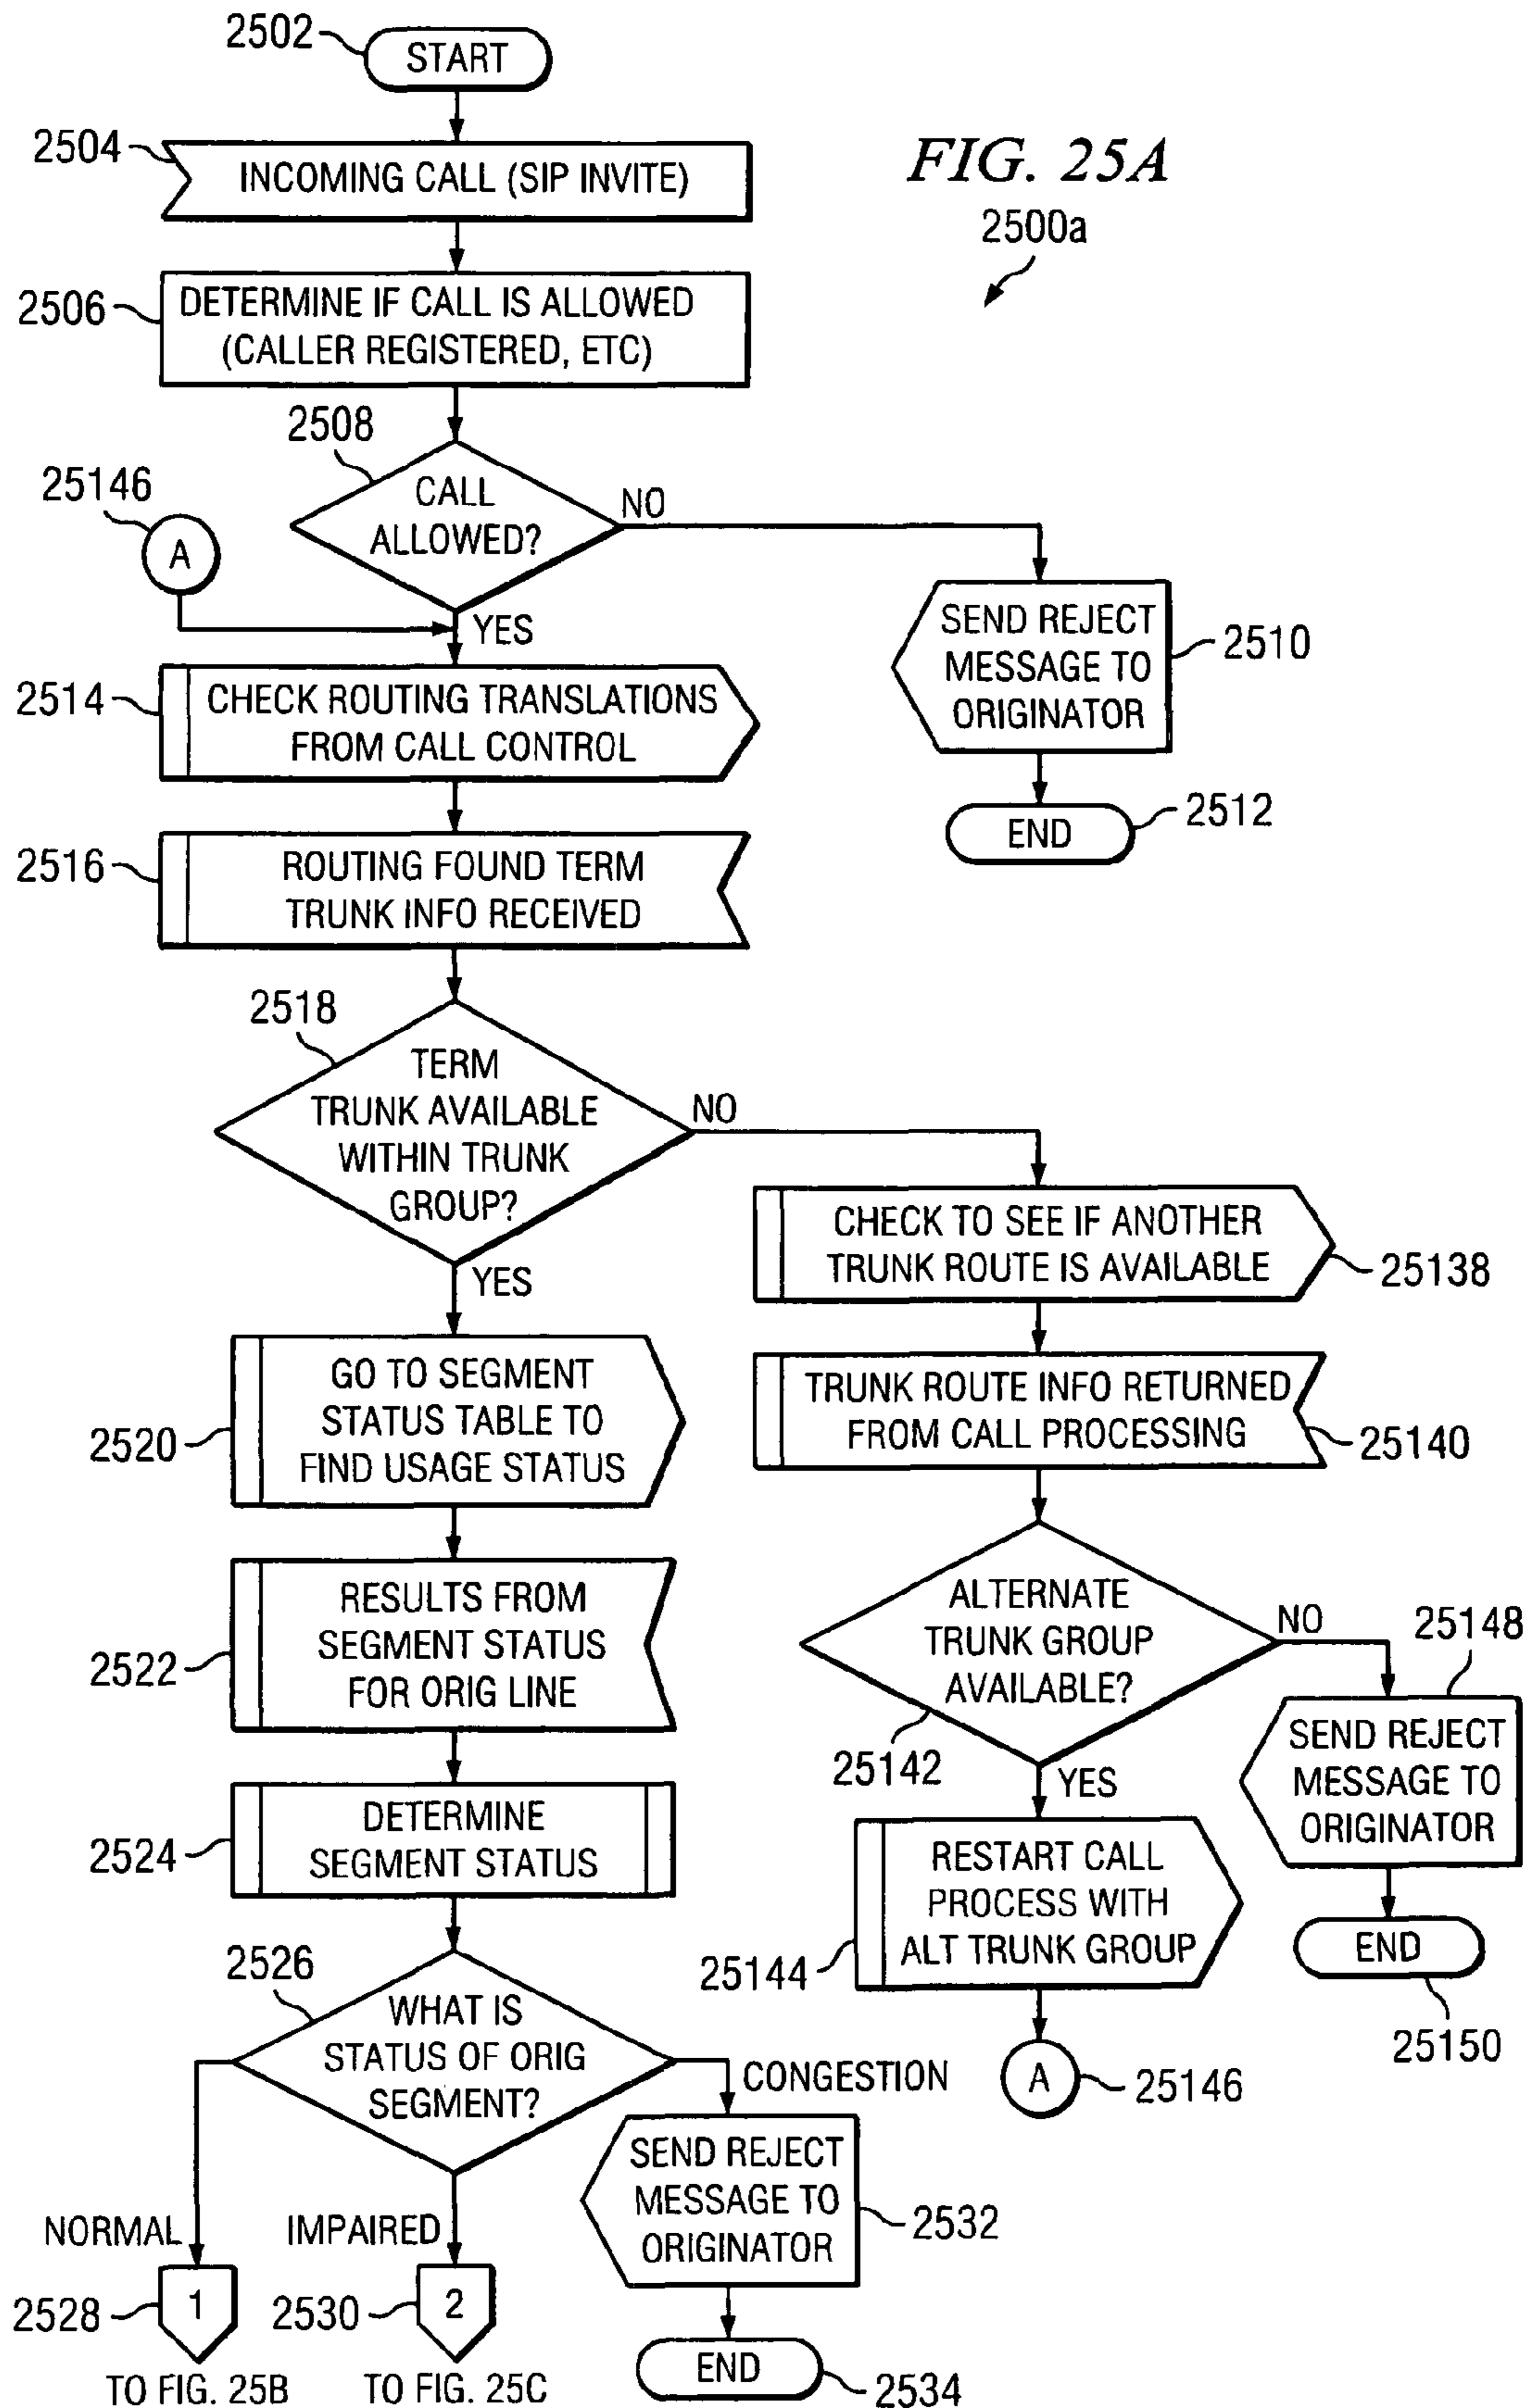 2502
START
2504
INCOMING CALL (SIP INVITE)
FIG. 25A
2500a
2506
DETERMINE IF CALL IS ALLOWED
(CALLER REGISTERED, ETC)
2508
CALL
ALLOWED?
NO
YES
25146
A
SEND REJECT
MESSAGE TO
ORIGINATOR
2510
END
2512
2514
CHECK ROUTING TRANSLATIONS
FROM CALL CONTROL
2516
ROUTING FOUND TERM
TRUNK INFO RECEIVED
2518
TERM
TRUNK AVAILABLE
WITHIN TRUNK
GROUP?
NO
YES
CHECK TO SEE IF ANOTHER
TRUNK ROUTE IS AVAILABLE
25138
TRUNK ROUTE INFO RETURNED
FROM CALL PROCESSING
25140
2520
GO TO SEGMENT
STATUS TABLE TO
FIND USAGE STATUS
2522
RESULTS FROM
SEGMENT STATUS
FOR ORIG LINE
ALTERNATE
TRUNK GROUP
AVAILABLE?
25142
NO
YES
25148
SEND REJECT
MESSAGE TO
ORIGINATOR
END
25150
2524
DETERMINE
SEGMENT STATUS
25144
RESTART CALL
PROCESS WITH
ALT TRUNK GROUP
A
25146
2526
WHAT IS
STATUS OF ORIG
SEGMENT?
CONGESTION
SEND REJECT
MESSAGE TO
ORIGINATOR
2532
END
2534
NORMAL
IMPAIRED
2528
1
2530
2
TO FIG. 25B
TO FIG. 25C